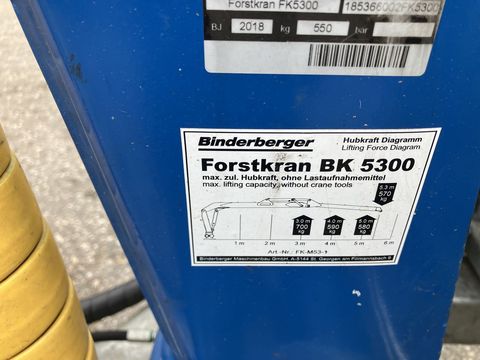 Forstkran FK5300 185366002FK5300
BJ 2018 kg 550 bar
Binderberger
Hubkraft Diagramm
Lifting Force Diagram
Forstkran BK 5300
max. zul. Hubkraft, ohne Lastaufnahmemittel
max. lifting capacity, without crane tools
5.3 m
570
kg
3.0 m 4.0 m 5.0 m
700 590 580
kg kg kg
1 m 2 m 3 m 4 m 5 m 6 m
Art.-Nr.: FK-M53-1
Binderberger Maschinenbau GmbH, A-5144 St. Georgen am Fillmannsbach 9